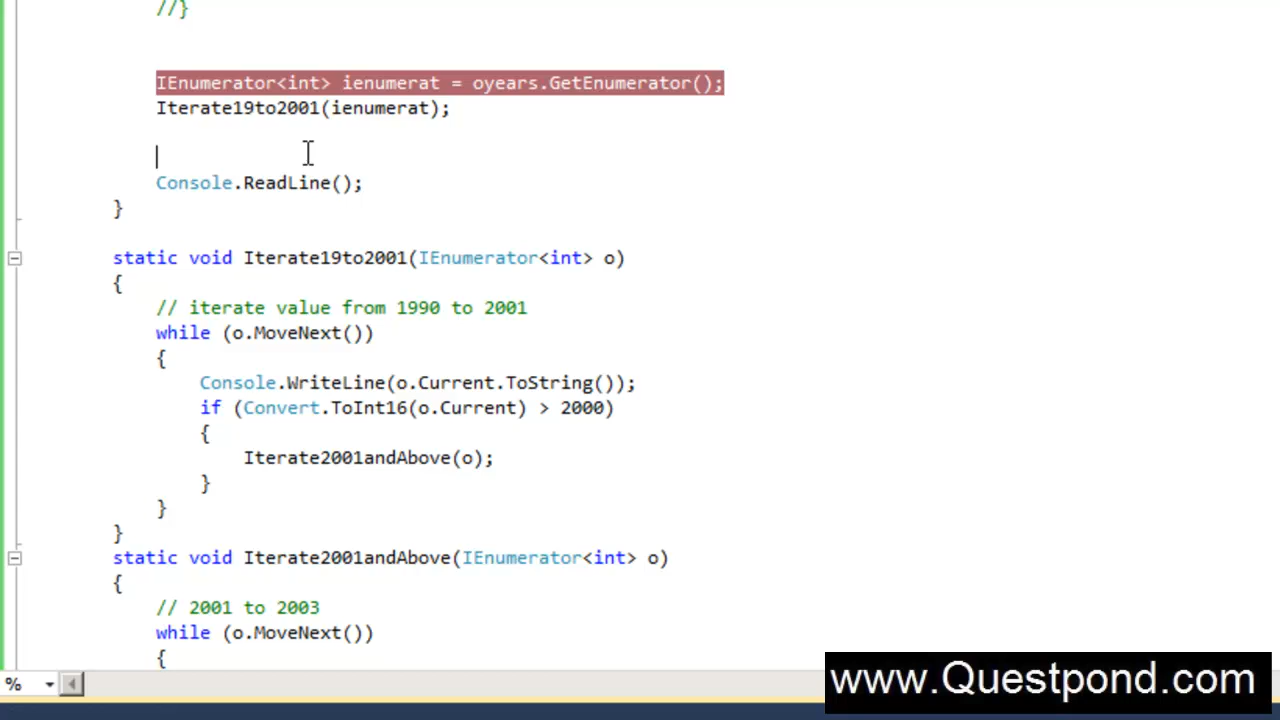 //}
IEnumerator<int> ienumerat = oyears.GetEnumerator();
Iterate19to2001(ienumerat);
Console.ReadLine();
}
static void Iterate19to2001(IEnumerator<int> o)
{
// iterate value from 1990 to 2001
while (o.MoveNext())
{
Console.WriteLine(o.Current.ToString());
if (Convert.ToInt16(o.Current) > 2000)
{
Iterate2001andAbove(o);
}
}
}
static void Iterate2001andAbove(IEnumerator<int> o)
{
// 2001 to 2003
while (o.MoveNext())
{
%
www.Questpond.com